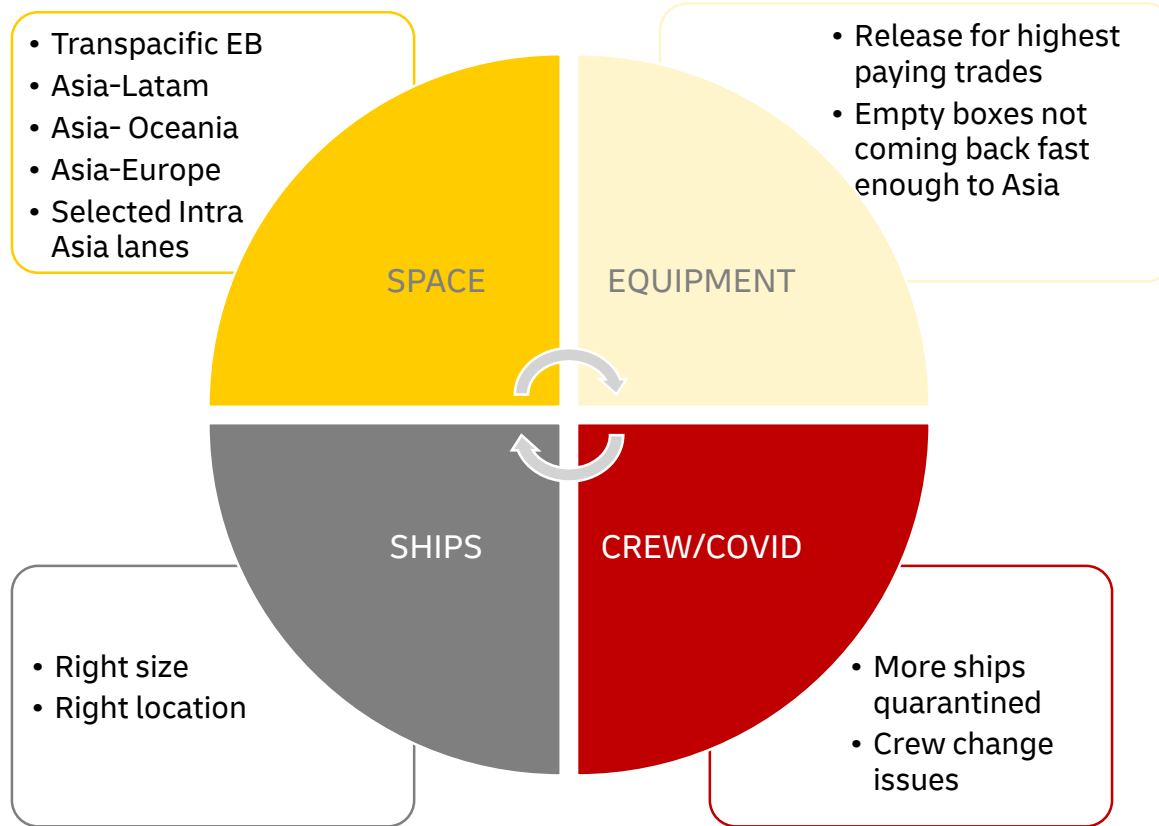 • Transpacific EB
• Asia-Latam
• Asia- Oceania
• Asia-Europe
• Selected Intra
Asia lanes
• Release for highest
paying trades
• Empty boxes not
coming back fast
enough to Asia
SPACE
EQUIPMENT
SHIPS
CREW/COVID
• Right size
• Right location
• More ships
quarantined
• Crew change
issues